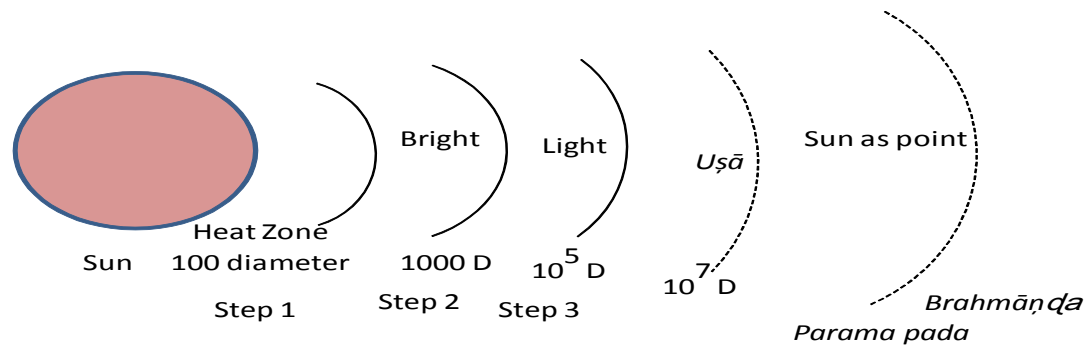 Bright
Light
Uṣā
Sun as point
Heat Zone
Sun 100 diameter
1000 D
10⁵ D
10⁷ D
Step 1
Step 2
Step 3
Brahmāṇḍa
Parama pada